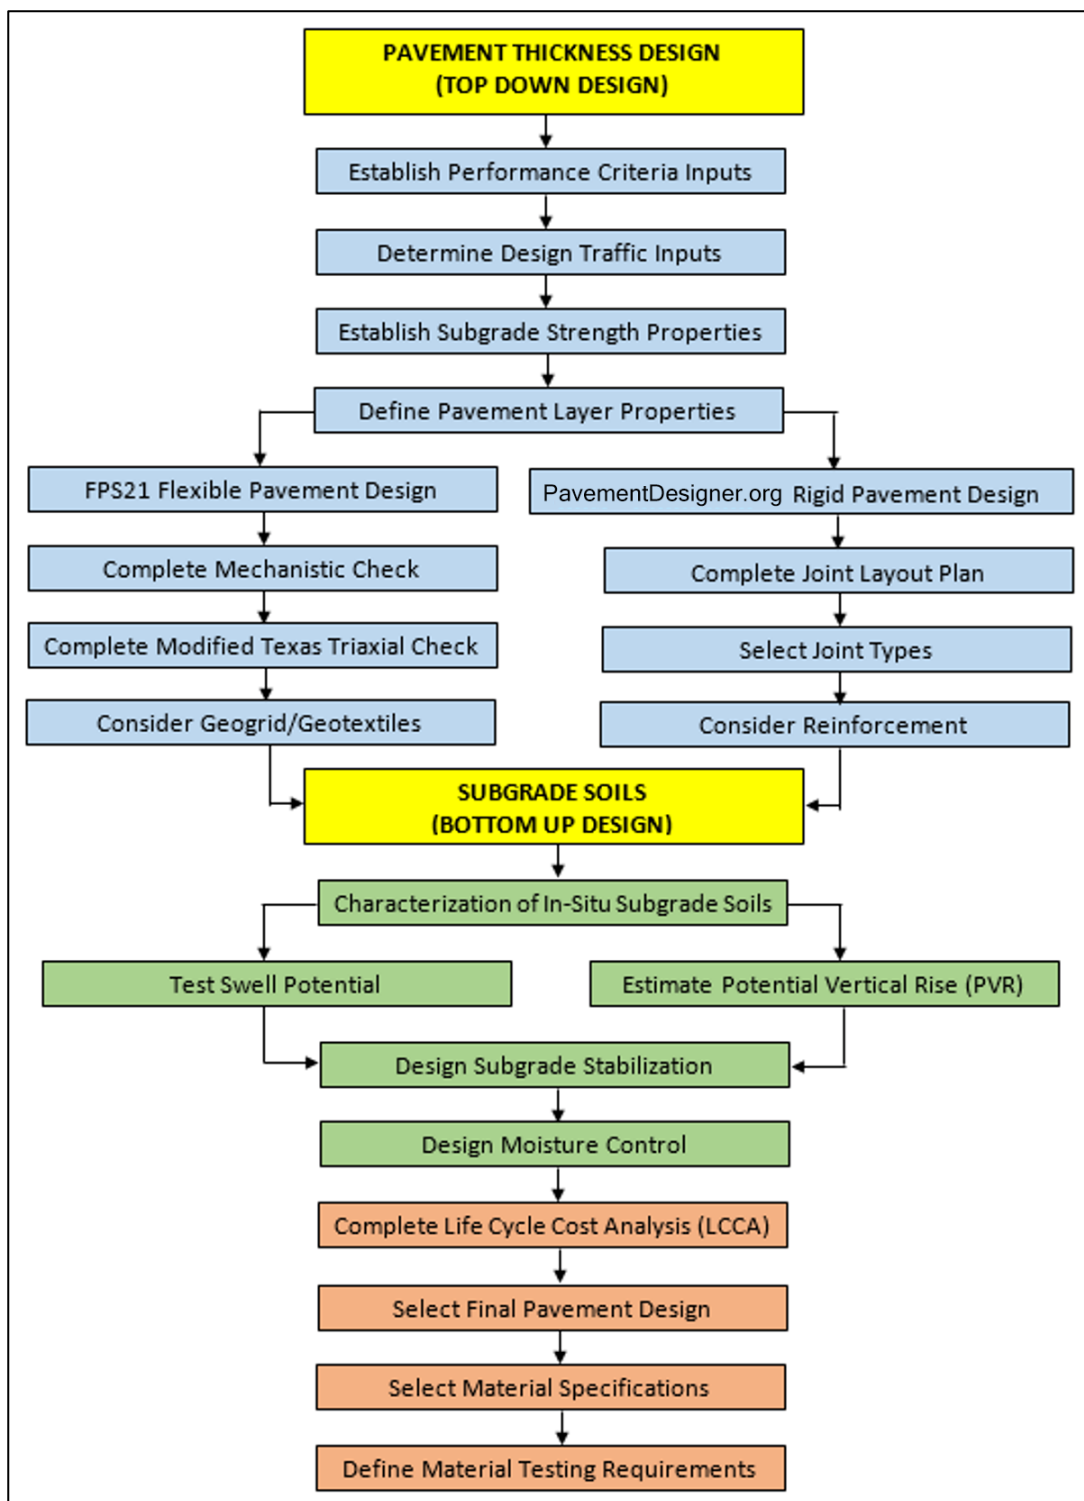 PAVEMENT THICKNESS DESIGN
(TOP DOWN DESIGN)
Establish Performance Criteria Inputs
Determine Design Traffic Inputs
Establish Subgrade Strength Properties
Define Pavement Layer Properties
FPS21 Flexible Pavement Design
PavementDesigner.org Rigid Pavement Design
Complete Mechanistic Check
Complete Joint Layout Plan
Complete Modified Texas Triaxial Check
Select Joint Types
Consider Geogrid/Geotextiles
Consider Reinforcement
SUBGRADE SOILS
(BOTTOM UP DESIGN)
Characterization of In-Situ Subgrade Soils
Test Swell Potential
Estimate Potential Vertical Rise (PVR)
Design Subgrade Stabilization
Design Moisture Control
Complete Life Cycle Cost Analysis (LCCA)
Select Final Pavement Design
Select Material Specifications
Define Material Testing Requirements